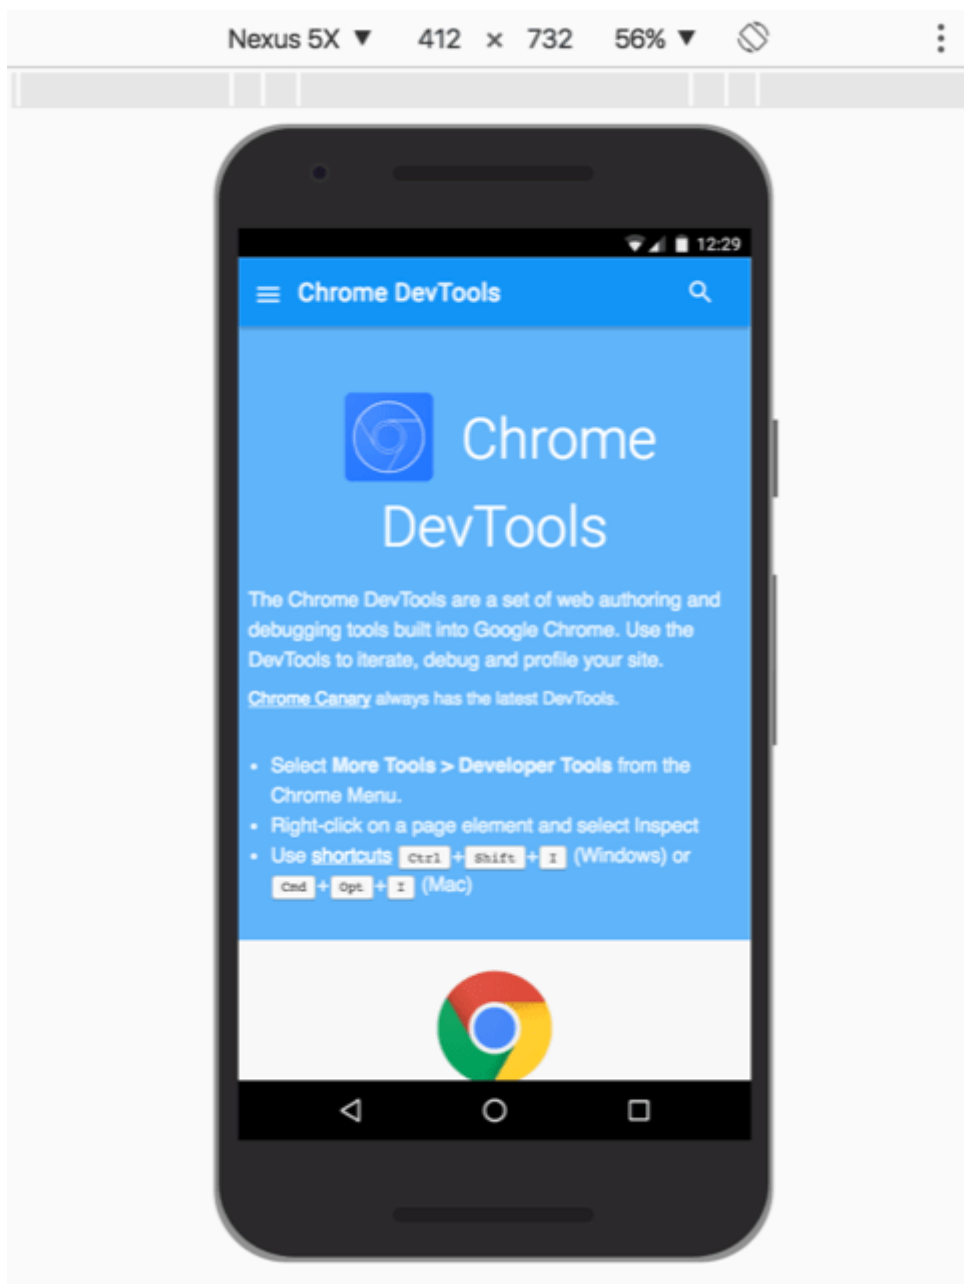 Nexus 5X ▼ 412 × 732 56% ▼
12:29
Chrome DevTools
Chrome
DevTools
The Chrome DevTools are a set of web authoring and
debugging tools built into Google Chrome. Use the
DevTools to iterate, debug and profile your site.
Chrome Canary always has the latest DevTools.
• Select More Tools > Developer Tools from the
Chrome Menu.
• Right-click on a page element and select Inspect
• Use shortcuts Ctrl+Shift+I (Windows) or
Cmd+Opt+I (Mac)